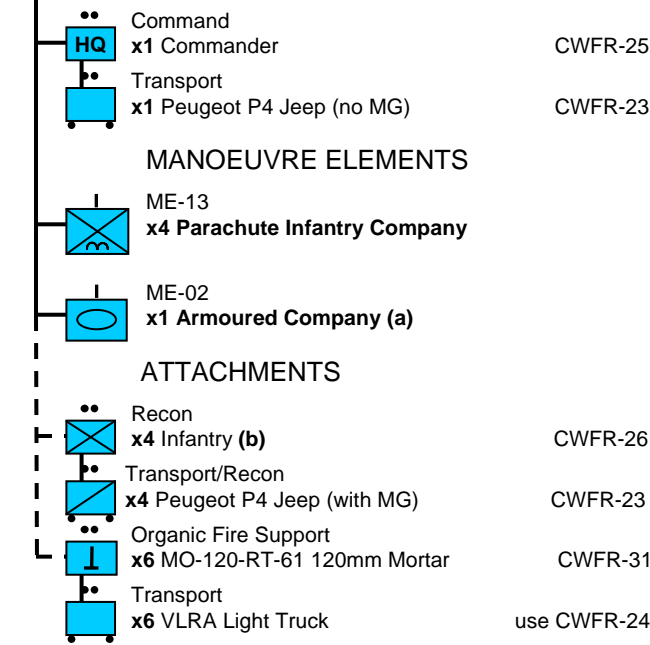 Command
HQ x1 Commander CWFR-25
Transport
x1 Peugeot P4 Jeep (no MG) CWFR-23
MANOEUVRE ELEMENTS
ME-13
x4 Parachute Infantry Company
ME-02
x1 Armoured Company (a)
ATTACHMENTS
Recon
x4 Infantry (b) CWFR-26
Transport/Recon
x4 Peugeot P4 Jeep (with MG) CWFR-23
Organic Fire Support
x6 MO-120-RT-61 120mm Mortar CWFR-31
Transport
x6 VLRA Light Truck use CWFR-24